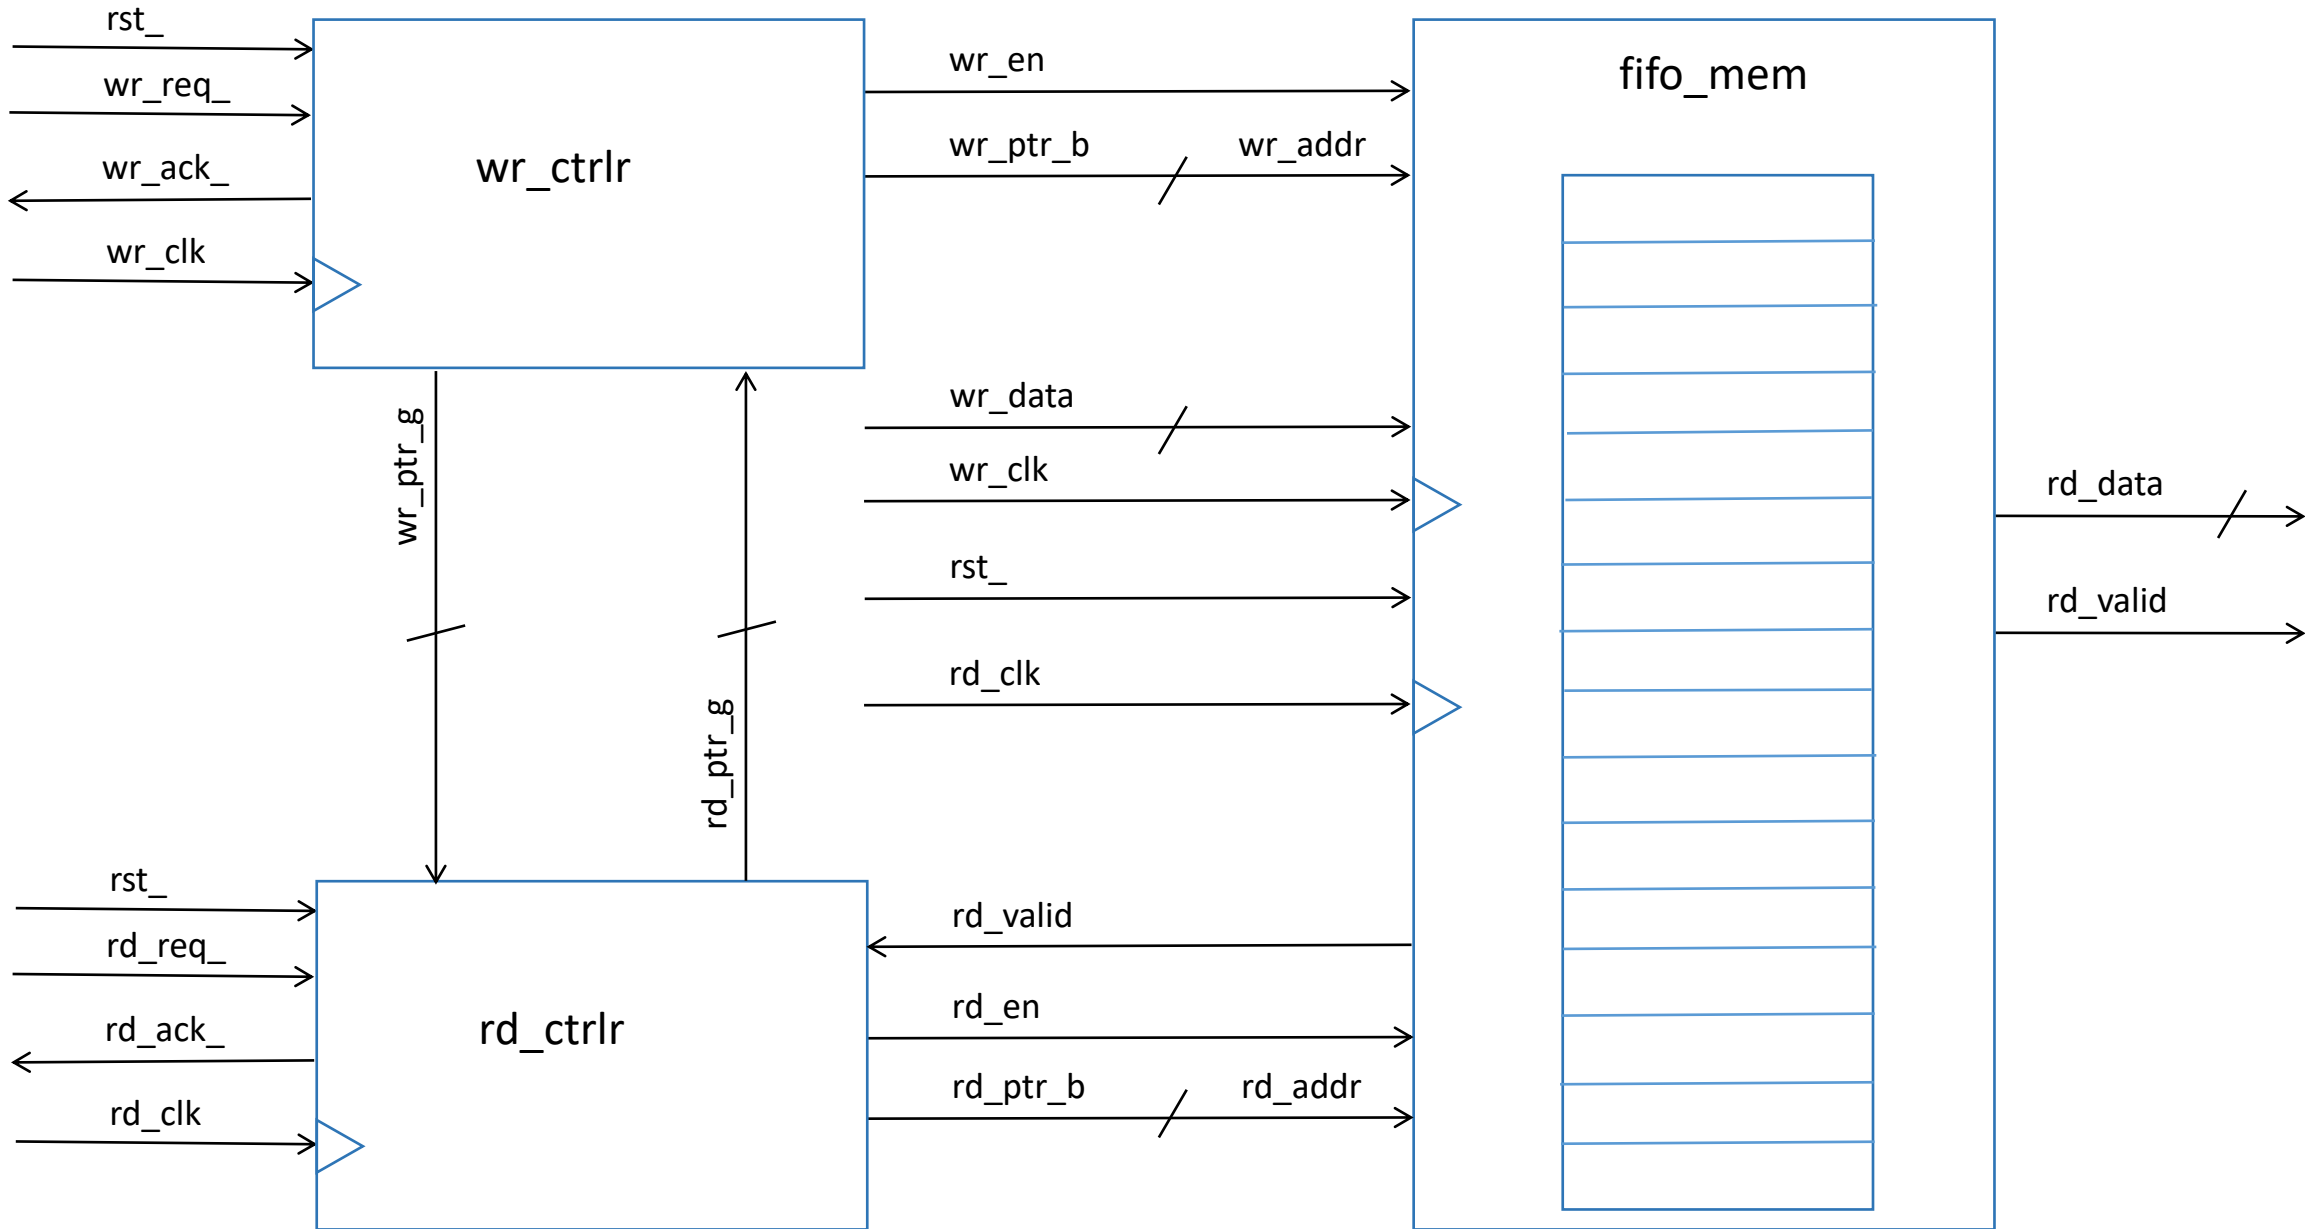 rst_
wr_req_
wr_ack_
wr_clk
wr_ctrlr
wr_en
wr_ptr_b
wr_addr
fifo_mem
wr_ptr_g
rd_ptr_g
wr_data
wr_clk
rst_
rd_clk
rd_data
rd_valid
rst_
rd_req_
rd_ack_
rd_clk
rd_ctrlr
rd_valid
rd_en
rd_ptr_b
rd_addr